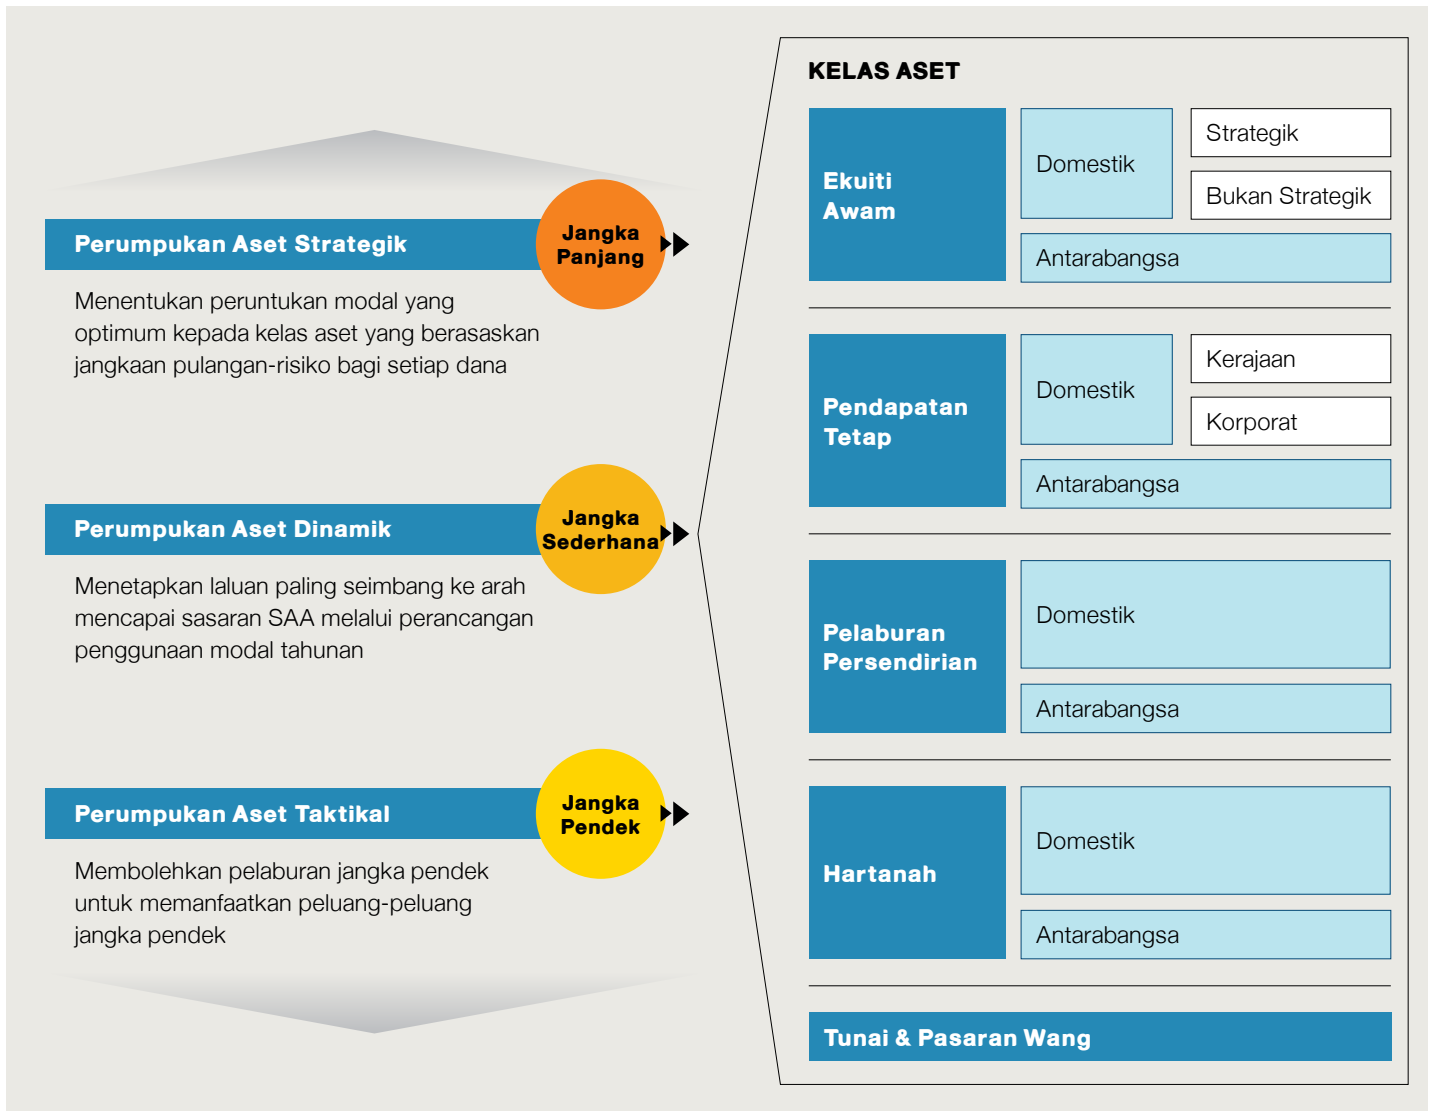 Perumpukan Aset Strategik
Jangka
Panjang
Menentukan peruntukan modal yang
optimum kepada kelas aset yang berasaskan
jangkaan pulangan-risiko bagi setiap dana
Perumpukan Aset Dinamik
Jangka
Sederhana
Menetapkan laluan paling seimbang ke arah
mencapai sasaran SAA melalui perancangan
penggunaan modal tahunan
Perumpukan Aset Taktikal
Jangka
Pendek
Membolehkan pelaburan jangka pendek
untuk memanfaatkan peluang-peluang
jangka pendek
KELAS ASET
Ekuiti
Awam
Domestik
Strategik
Bukan Strategik
Antarabangsa
Pendapatan
Tetap
Domestik
Kerajaan
Korporat
Antarabangsa
Pelaburan
Persendirian
Domestik
Antarabangsa
Hartanah
Domestik
Antarabangsa
Tunai & Pasaran Wang